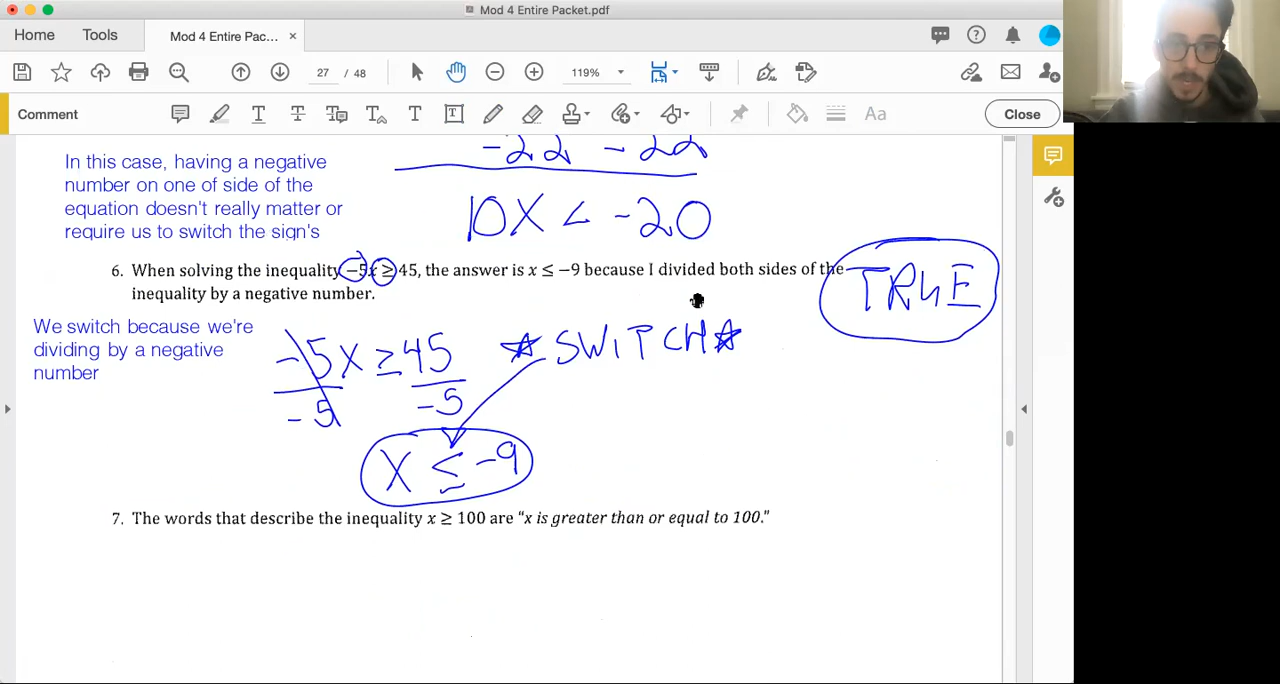 Mod 4 Entire Packet.pdf
Home
Tools
Mod 4 Entire Pac... ×
27 / 48
119%
Comment
Close
-22 -22
In this case, having a negative
number on one of side of the
equation doesn't really matter or
require us to switch the sign's
10X < -20
6. When solving the inequality -5x ≥ 45, the answer is x ≤ -9 because I divided both sides of the
inequality by a negative number.
TRUE
We switch because we're
dividing by a negative
number
-5X ≥ 45
☆ SWITCH ☆
-5 -5
X ≤ -9
7. The words that describe the inequality x ≥ 100 are "x is greater than or equal to 100."